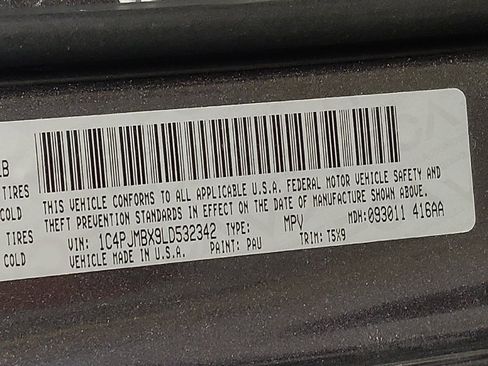 LB
TIRES
COLD
TIRES
COLD
THIS VEHICLE CONFORMS TO ALL APPLICABLE U.S.A. FEDERAL MOTOR VEHICLE SAFETY AND
THEFT PREVENTION STANDARDS IN EFFECT ON THE DATE OF MANUFACTURE SHOWN ABOVE.
VIN: 1C4PJMBX9LD532342 TYPE: MPV MDH:093011 416AA
VEHICLE MADE IN U.S.A. PAINT: PAU TRIM: T5X9